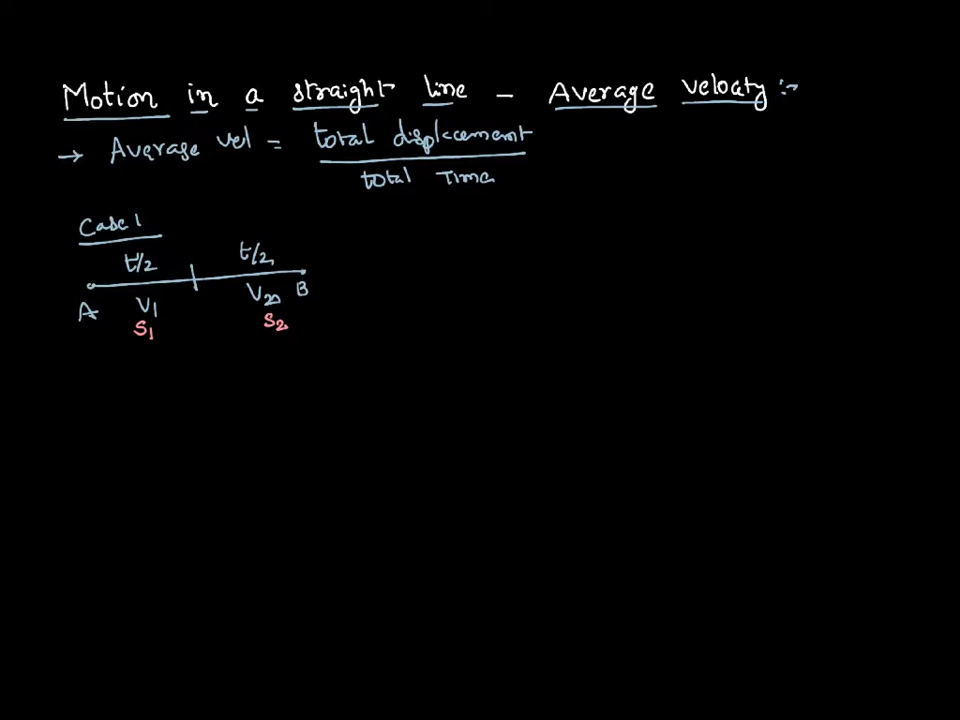 Motion in a straight line - Average velocity :-
→ Average vel = total displacement / total Time
Case 1
t/2 t/2
A V1 V2 B
S1 S2